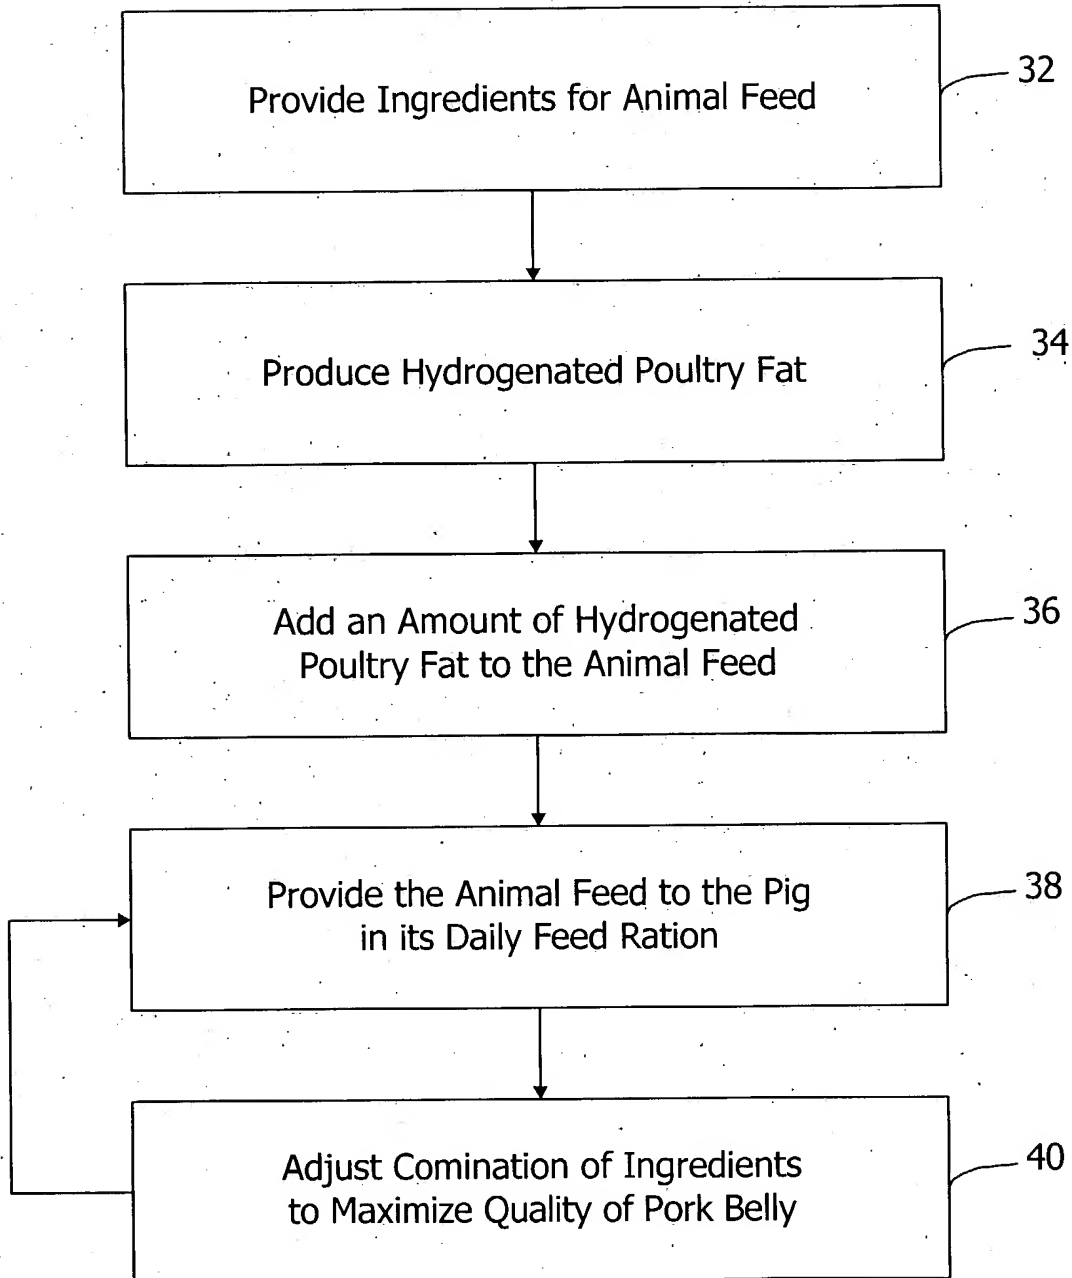 Provide Ingredients for Animal Feed
32
Produce Hydrogenated Poultry Fat
34
Add an Amount of Hydrogenated
Poultry Fat to the Animal Feed
36
Provide the Animal Feed to the Pig
in its Daily Feed Ration
38
Adjust Comination of Ingredients
to Maximize Quality of Pork Belly
40